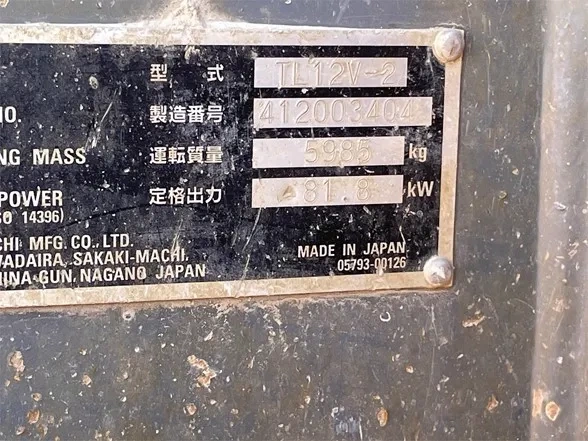 型式 TL12V-2
NO. 製造番号 412003404
NG MASS 運転質量 5985 kg
POWER 定格出力 81.8 kW
SO 14396)
CHI MFG. CO., LTD.
VADAIRA, SAKAKI-MACHI,
HINA-GUN, NAGANO JAPAN
MADE IN JAPAN
05793-00126